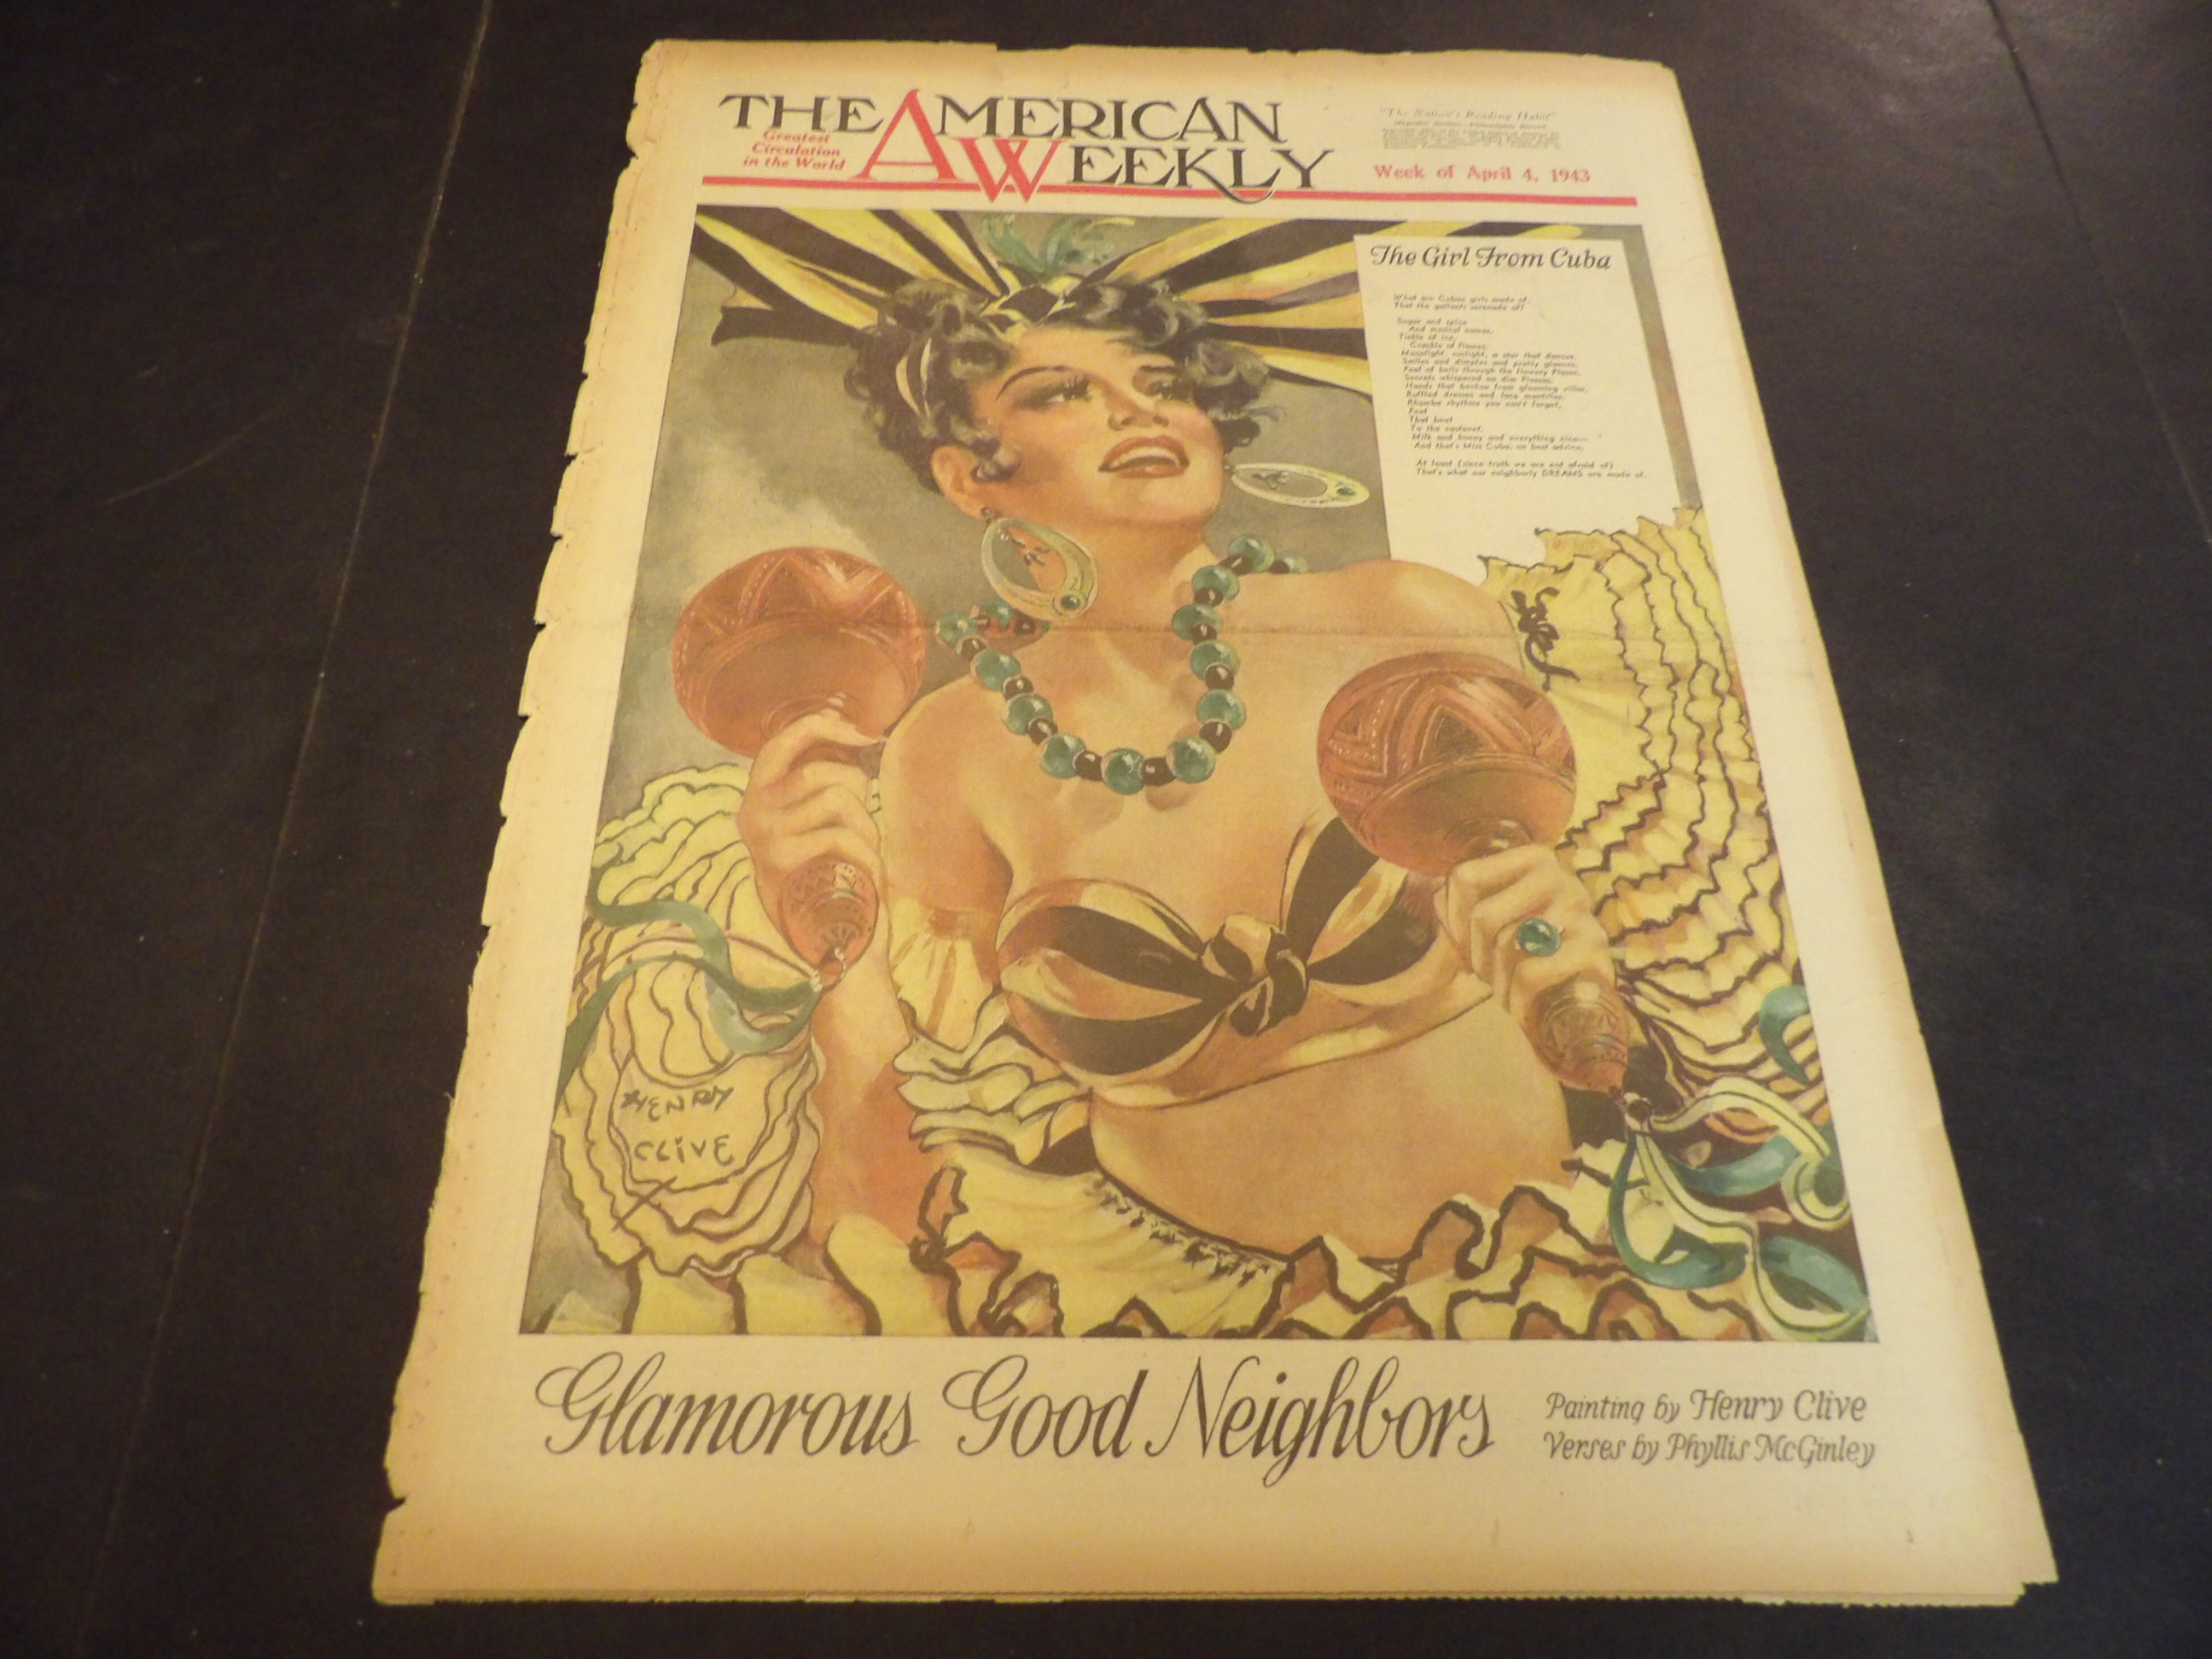 THE AMERICAN
WEEKLY
Greatest
Circulation
in the World
"The Nation's Reading Habit"
Week of April 4, 1943
The Girl From Cuba
What are Cuban girls made of,
That the gallants serenade of?
Sugar and spice
And musical names,
Tickle of ice,
Crackle of flames,
Moonlight, sunlight, a star that dances,
Smiles and dimples and pretty glances,
Peal of bells through the flowery Plazas,
Secrets whispered on dim
Hands that beckon from gleaming villas,
Ruffled dresses and lace mantillas,
Rhumba rhythms you can't forget,
Feet
That beat
To the castanet,
Milk and honey and everything nice—
And that's Miss Cuba, on best advice,
At least (since truth we are not afraid of)
That's what our neighborly DREAMS are made of.
HENRY
CLIVE
Glamorous Good Neighbors
Painting by Henry Clive
Verses by Phyllis McGinley